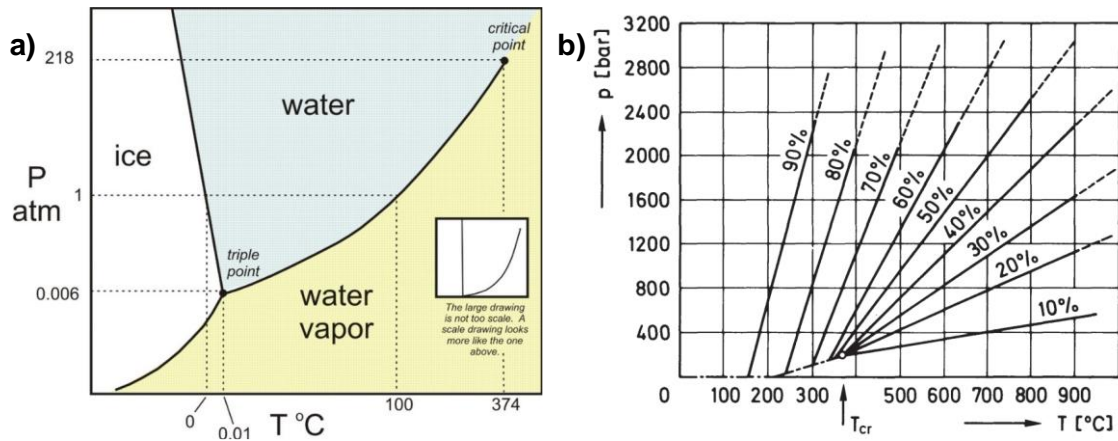 a)
critical
point
218
water
ice
P
atm
1
triple
point
0.006
water
vapor
The large drawing
is not too scale. A
scale drawing looks
more like the one
above.
0
0.01
T °C
100
374
b)
p [bar]
3200
2800
2400
2000
1600
1200
800
400
0
90%
80%
70%
60%
50%
40%
30%
20%
10%
100 200 300 400 500 600 700 800 900
Tcr
T [°C]